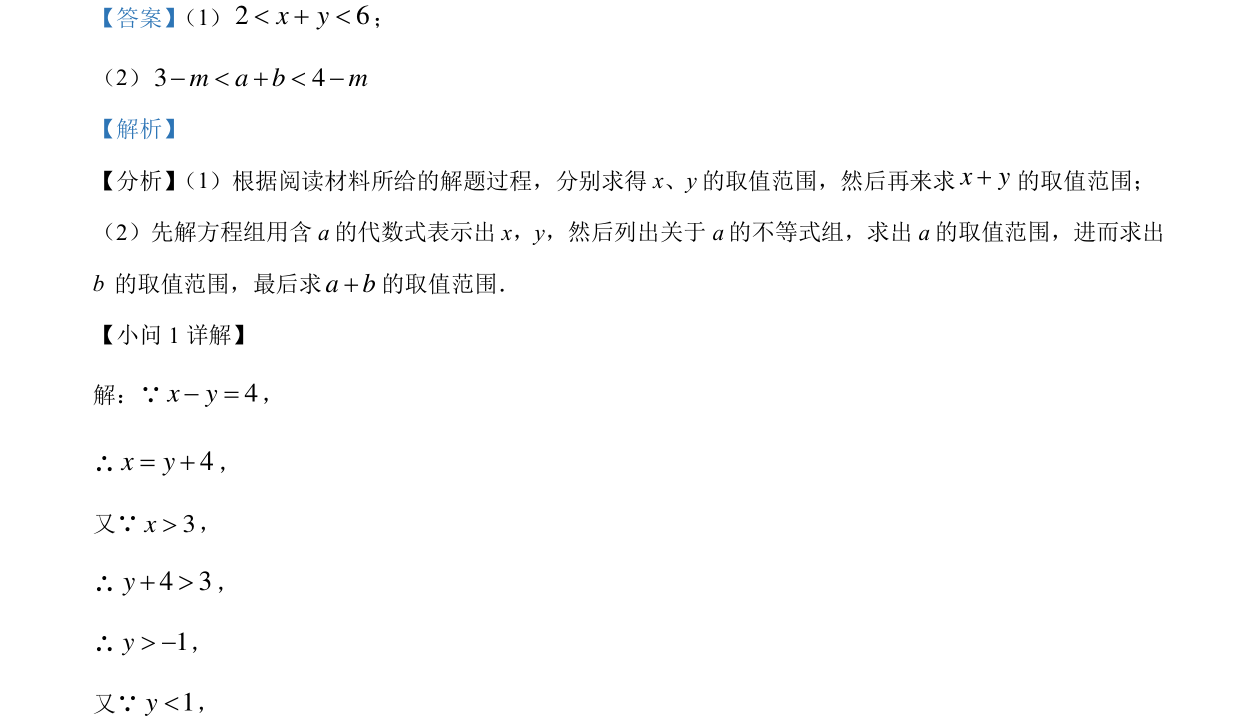 【答案】（1）2 < x + y < 6；
（2）3 − m < a + b < 4 − m
【解析】
【分析】（1）根据阅读材料所给的解题过程，分别求得 x、y 的取值范围，然后再来求 x + y 的取值范围；
（2）先解方程组用含 a 的代数式表示出 x，y，然后列出关于 a 的不等式组，求出 a 的取值范围，进而求出
b 的取值范围，最后求 a + b 的取值范围．
【小问 1 详解】
解：∵ x − y = 4，
∴ x = y + 4，
又∵ x > 3，
∴ y + 4 > 3，
∴ y > −1，
又∵ y < 1，